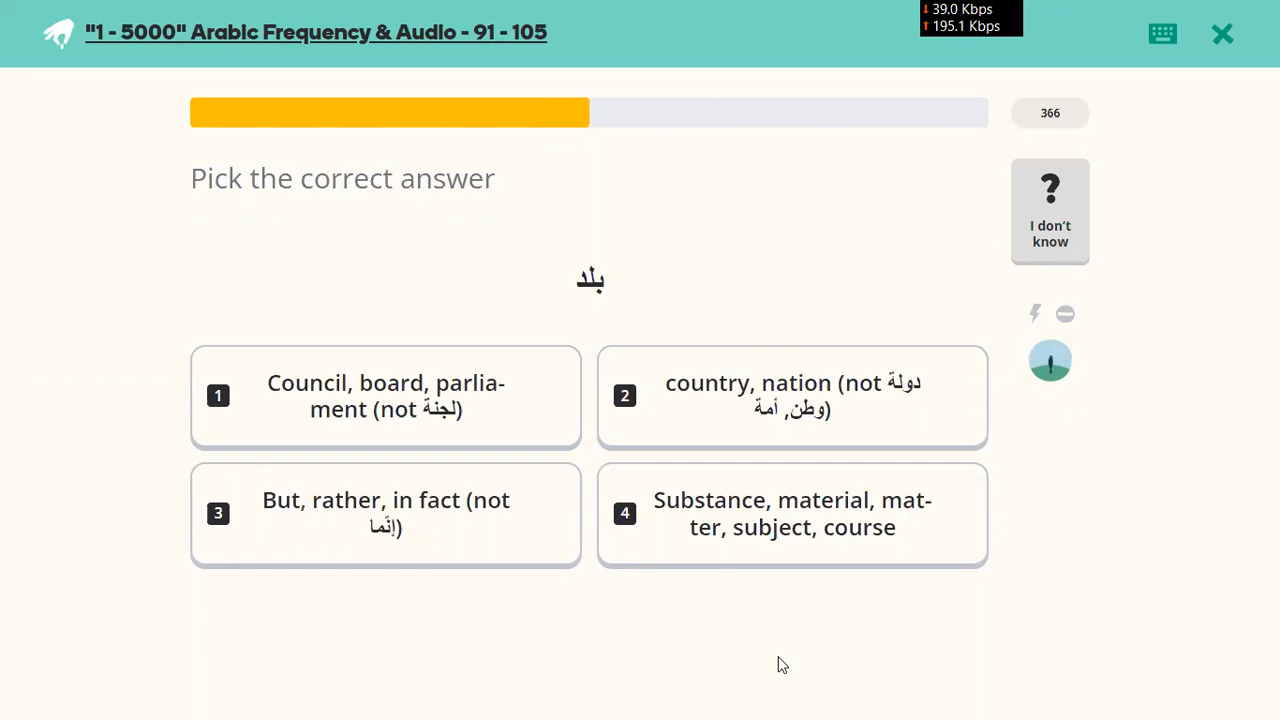 "1 - 5000" Arabic Frequency & Audio - 91 - 105
39.0 Kbps
195.1 Kbps
366
Pick the correct answer
?
I don't
know
بلد
1
Council, board, parlia-
ment (not لجنة)
2
country, nation (not دولة
وطن, أمة)
3
But, rather, in fact (not
إنّما)
4
Substance, material, mat-
ter, subject, course